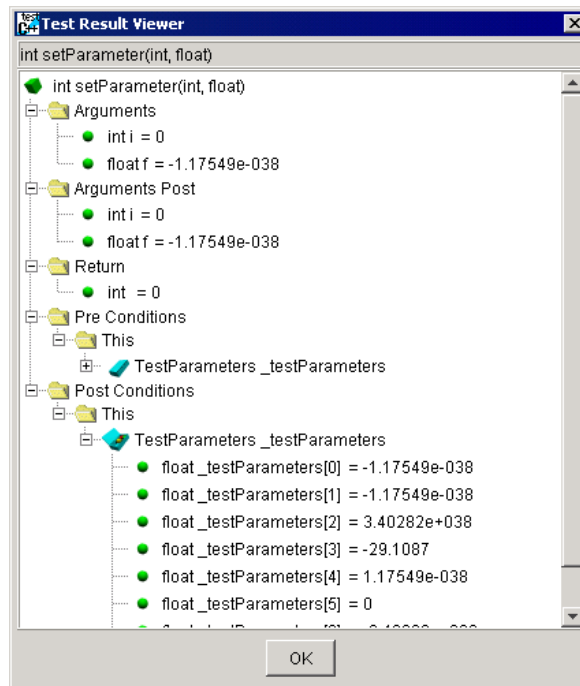 test C++ Test Result Viewer
int setParameter(int, float)
int setParameter(int, float)
Arguments
int i = 0
float f = -1.17549e-038
Arguments Post
int i = 0
float f = -1.17549e-038
Return
int = 0
Pre Conditions
This
TestParameters _testParameters
Post Conditions
This
TestParameters _testParameters
float _testParameters[0] = -1.17549e-038
float _testParameters[1] = -1.17549e-038
float _testParameters[2] = 3.40282e+038
float _testParameters[3] = -29.1087
float _testParameters[4] = 1.17549e-038
float _testParameters[5] = 0
OK